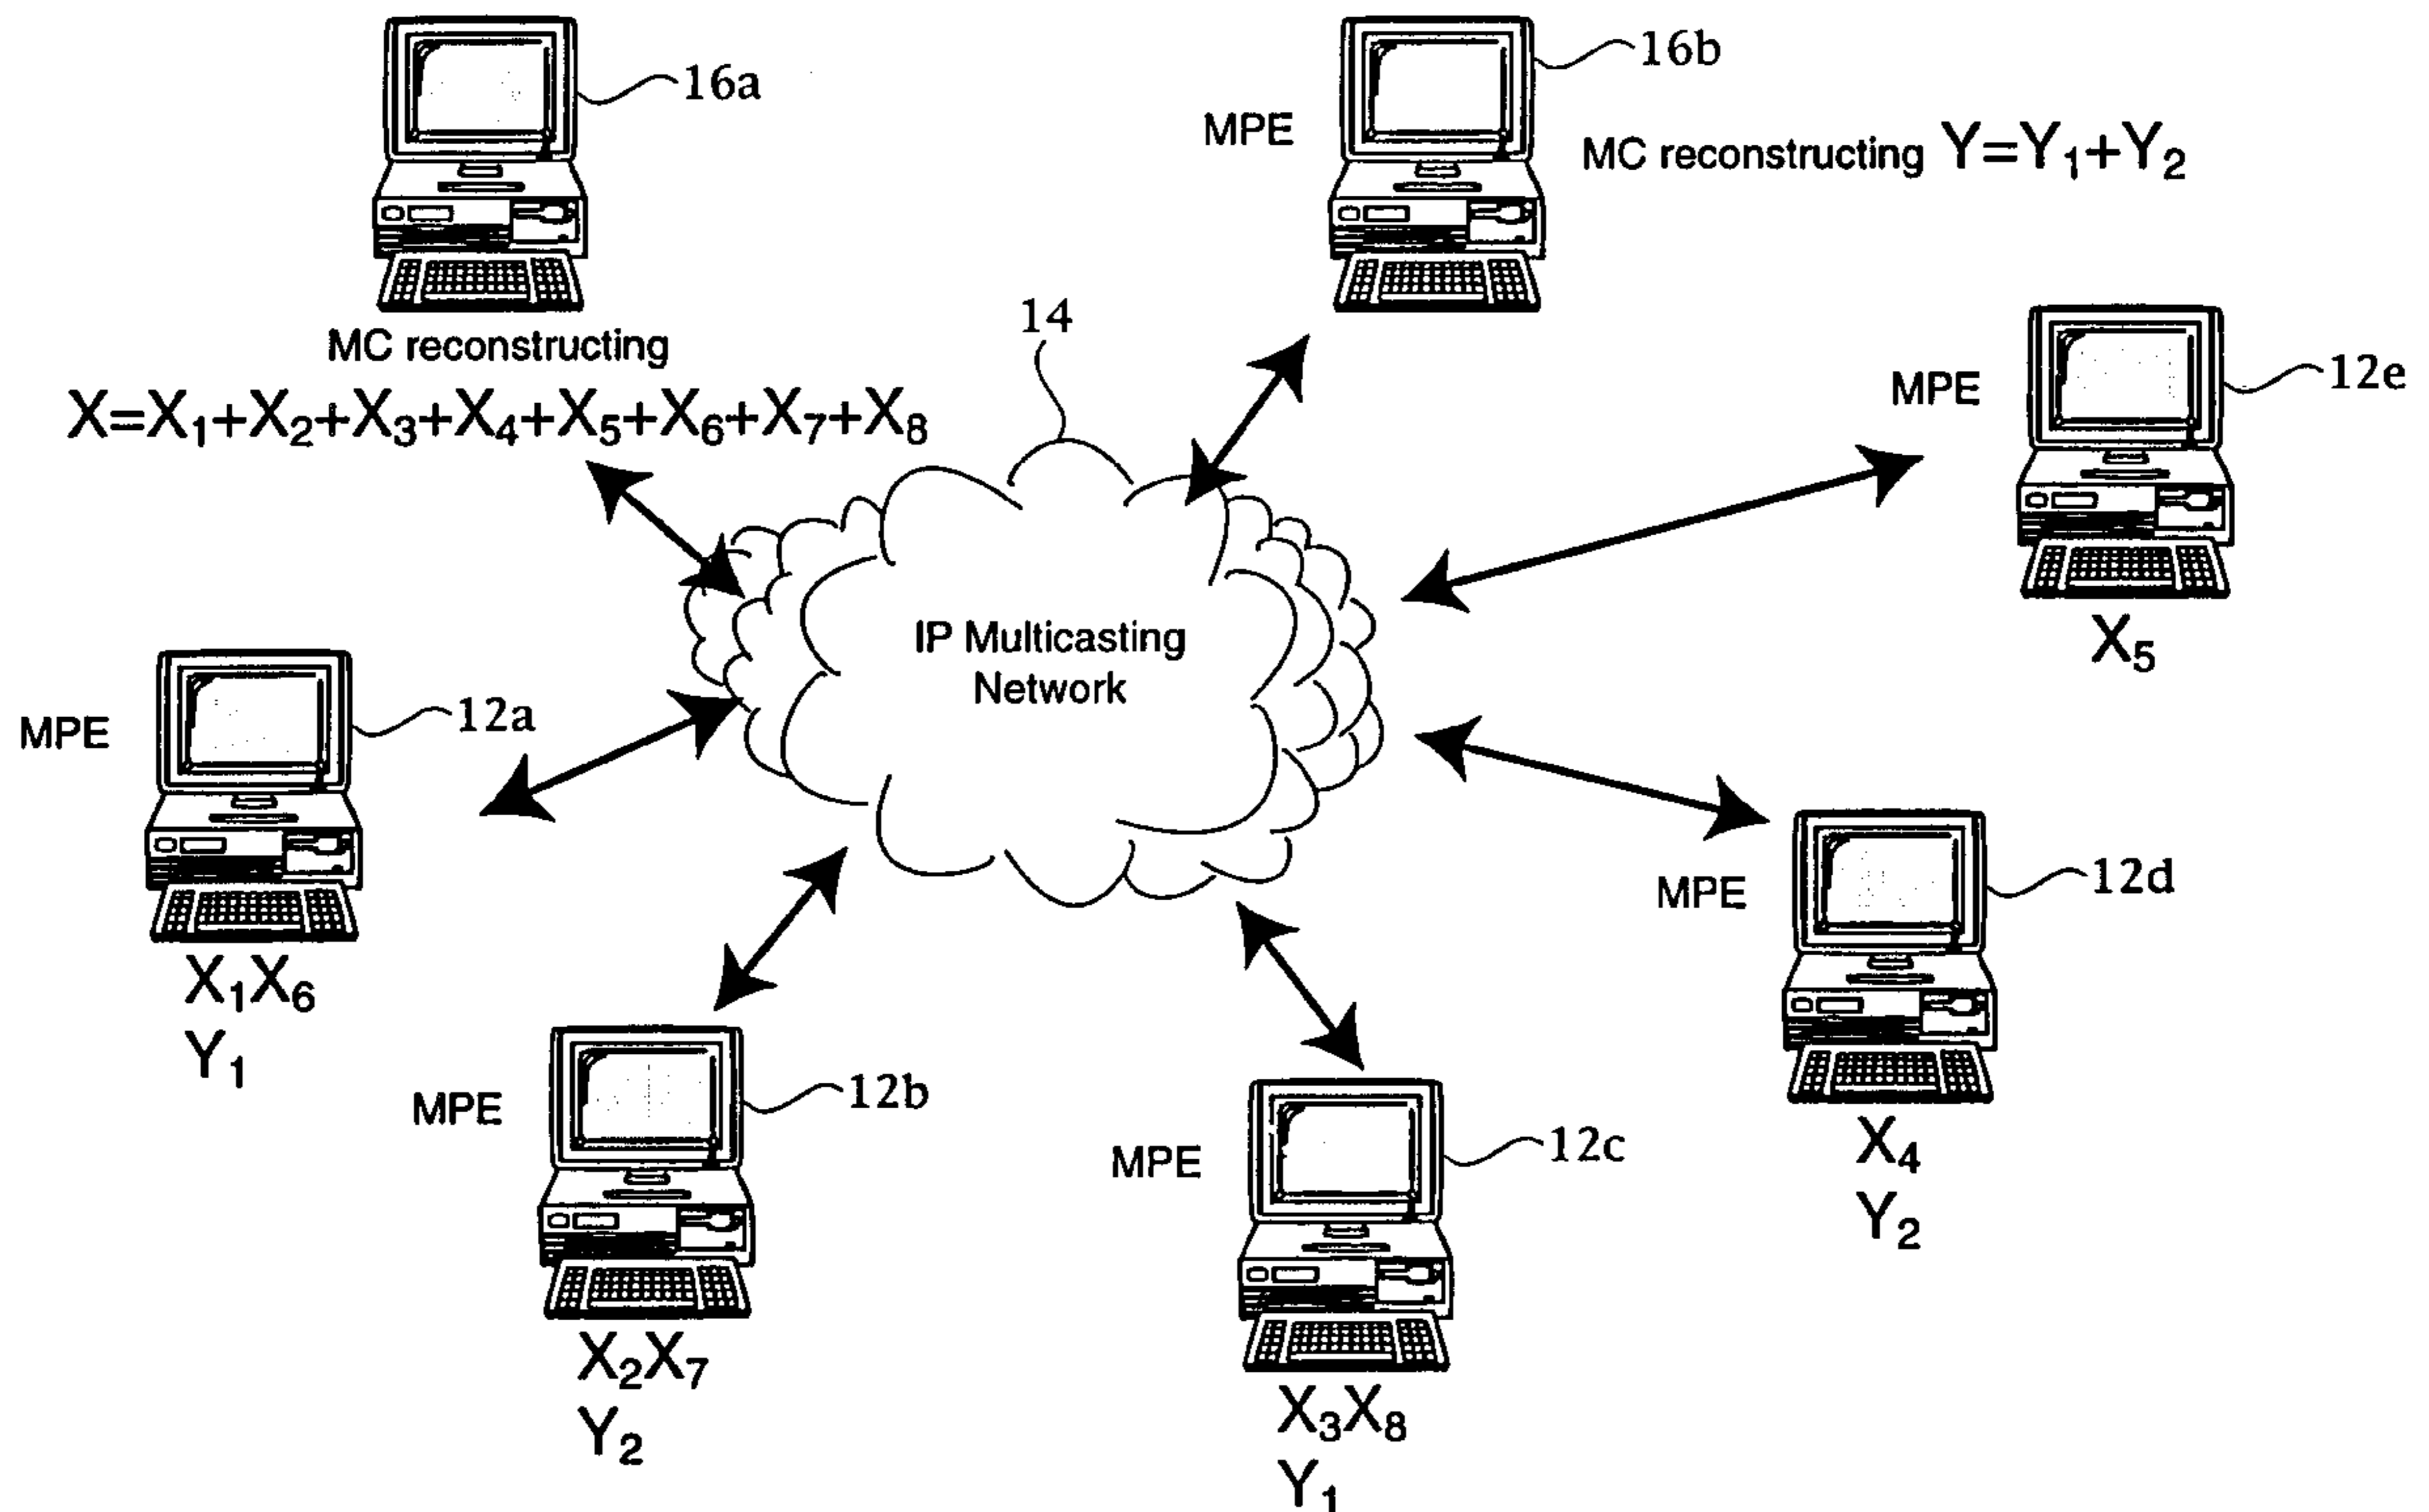 16a
16b
MPE
MC reconstructing Y=Y₁+Y₂
14
MC reconstructing
X=X₁+X₂+X₃+X₄+X₅+X₆+X₇+X₈
MPE
12e
IP Multicasting
Network
X₅
MPE
12a
X₁X₆
Y₁
MPE
12d
X₄
Y₂
MPE
12b
X₂X₇
Y₂
MPE
12c
X₃X₈
Y₁